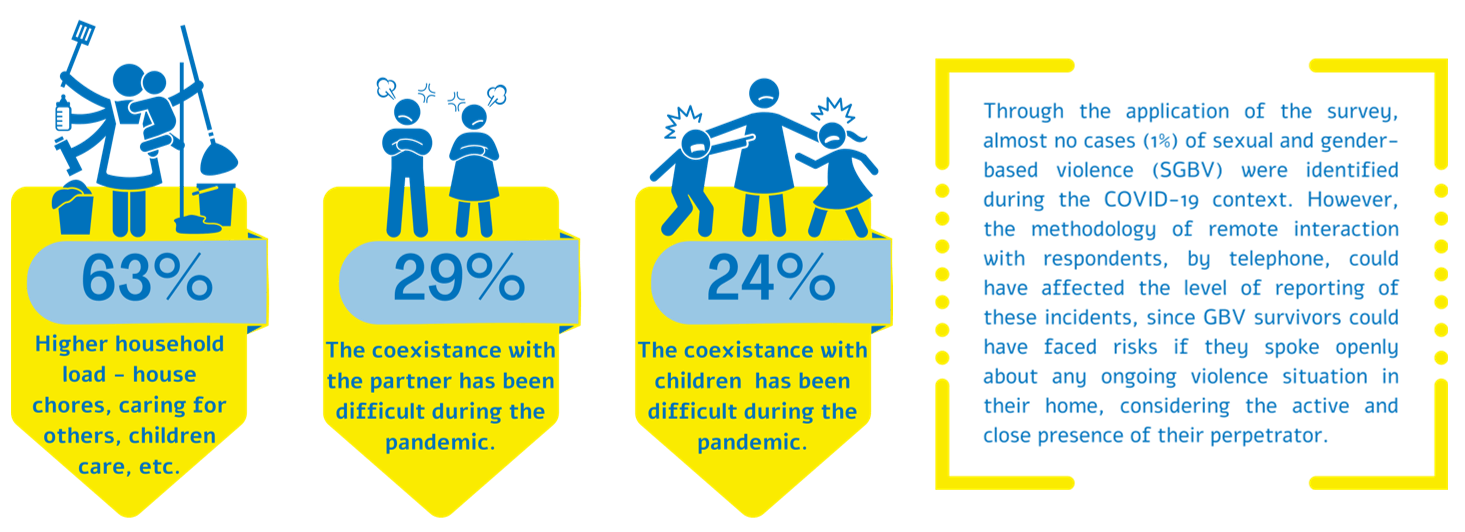 63%
Higher household
load – house
chores, caring for
others, children
care, etc.
29%
The coexistance with
the partner has been
difficult during the
pandemic.
24%
The coexistance with
children has been
difficult during the
pandemic.
Through the application of the survey,
almost no cases (1%) of sexual and gender-
based violence (SGBV) were identified
during the COVID-19 context. However,
the methodology of remote interaction
with respondents, by telephone, could
have affected the level of reporting of
these incidents, since GBV survivors could
have faced risks if they spoke openly
about any ongoing violence situation in
their home, considering the active and
close presence of their perpetrator.